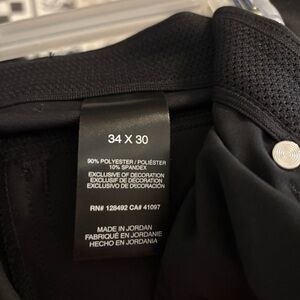 34 X 30
90% POLYESTER / POLIÉSTER
10% SPANDEX
EXCLUSIVE OF DECORATION
EXCLUSIF DE DÉCORATION
EXCLUSIVO DE DECORACIÓN
RN# 128492 CA# 41097
MADE IN JORDAN
FABRIQUÉ EN JORDANIE
HECHO EN JORDANIA